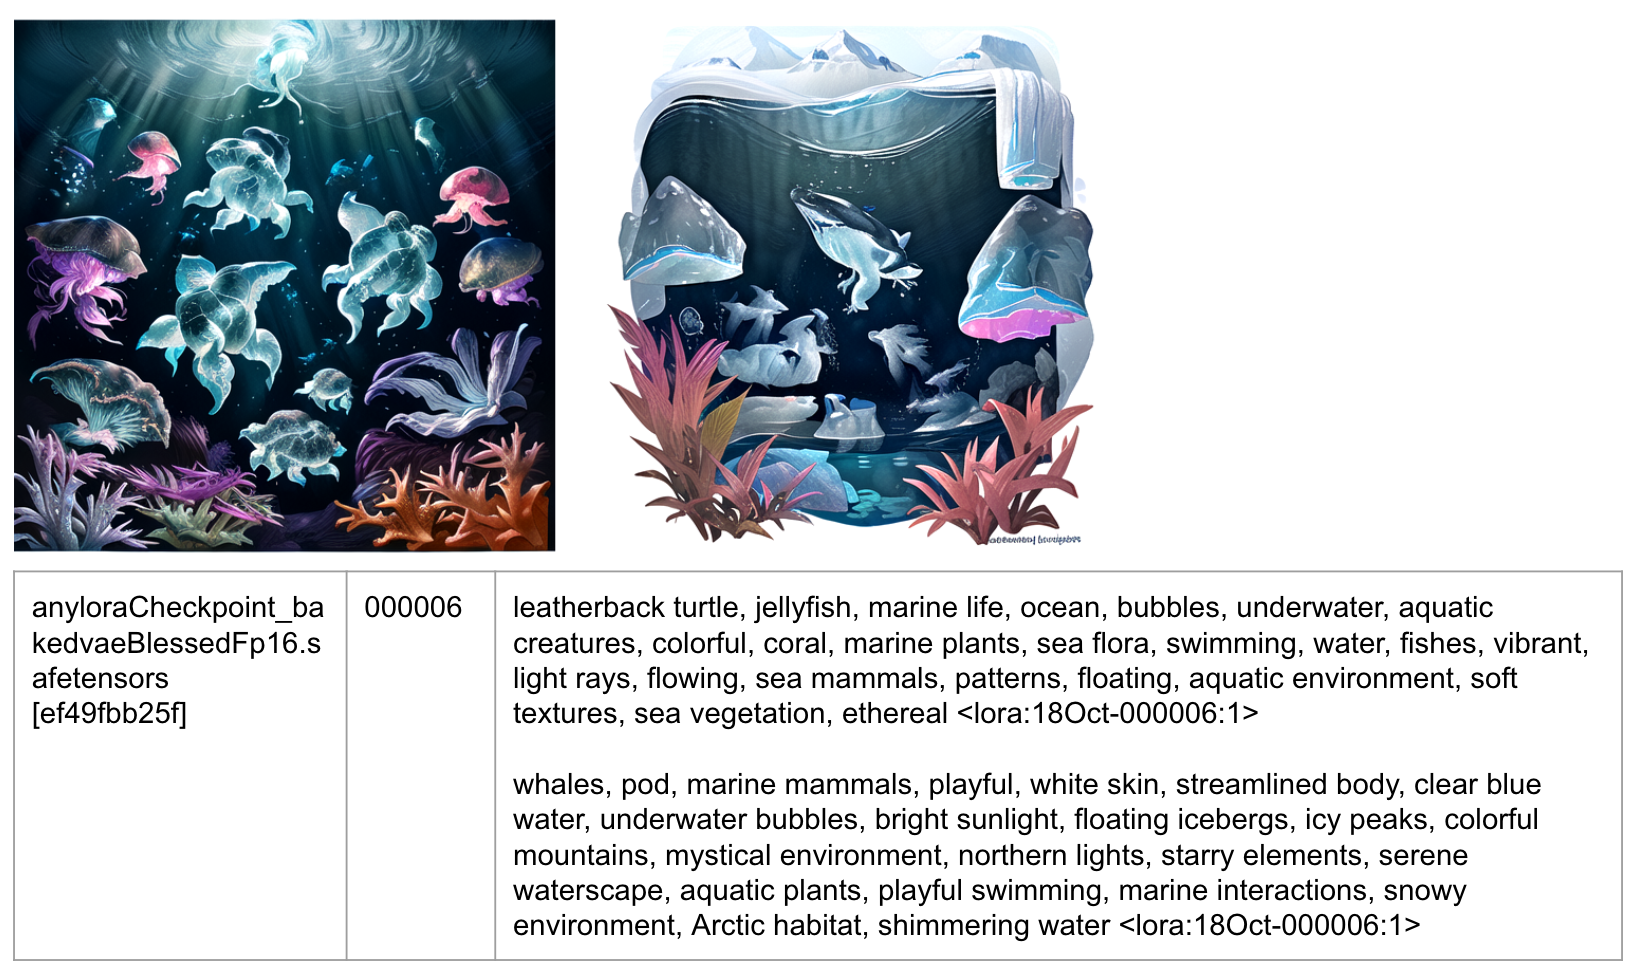 anyloraCheckpoint_ba
kedvaeBlessedFp16.s
afetensors
[ef49fbb25f]
000006
leatherback turtle, jellyfish, marine life, ocean, bubbles, underwater, aquatic
creatures, colorful, coral, marine plants, sea flora, swimming, water, fishes, vibrant,
light rays, flowing, sea mammals, patterns, floating, aquatic environment, soft
textures, sea vegetation, ethereal <lora:18Oct-000006:1>
whales, pod, marine mammals, playful, white skin, streamlined body, clear blue
water, underwater bubbles, bright sunlight, floating icebergs, icy peaks, colorful
mountains, mystical environment, northern lights, starry elements, serene
waterscape, aquatic plants, playful swimming, marine interactions, snowy
environment, Arctic habitat, shimmering water <lora:18Oct-000006:1>